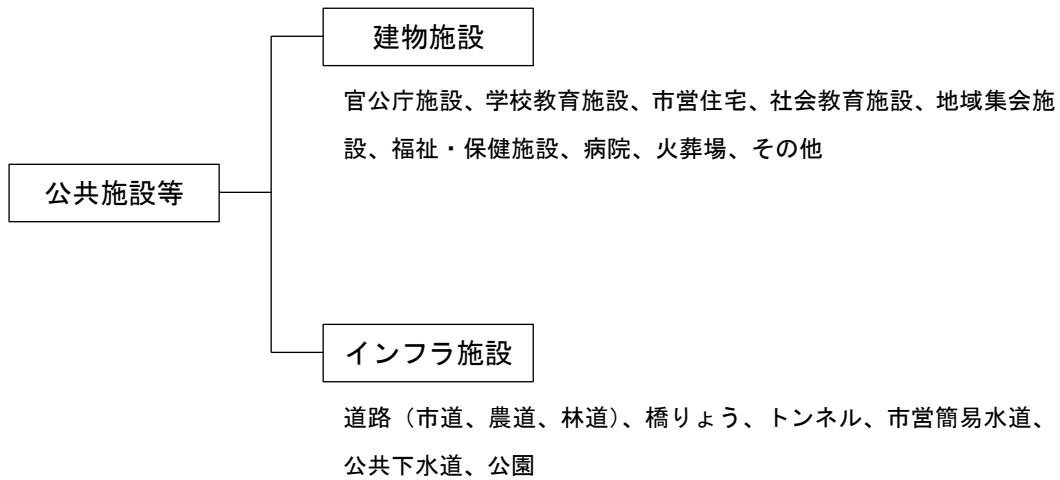 建物施設
官公庁施設、学校教育施設、市営住宅、社会教育施設、地域集会施
設、福祉・保健施設、病院、火葬場、その他
公共施設等
インフラ施設
道路（市道、農道、林道）、橋りょう、トンネル、市営簡易水道、
公共下水道、公園